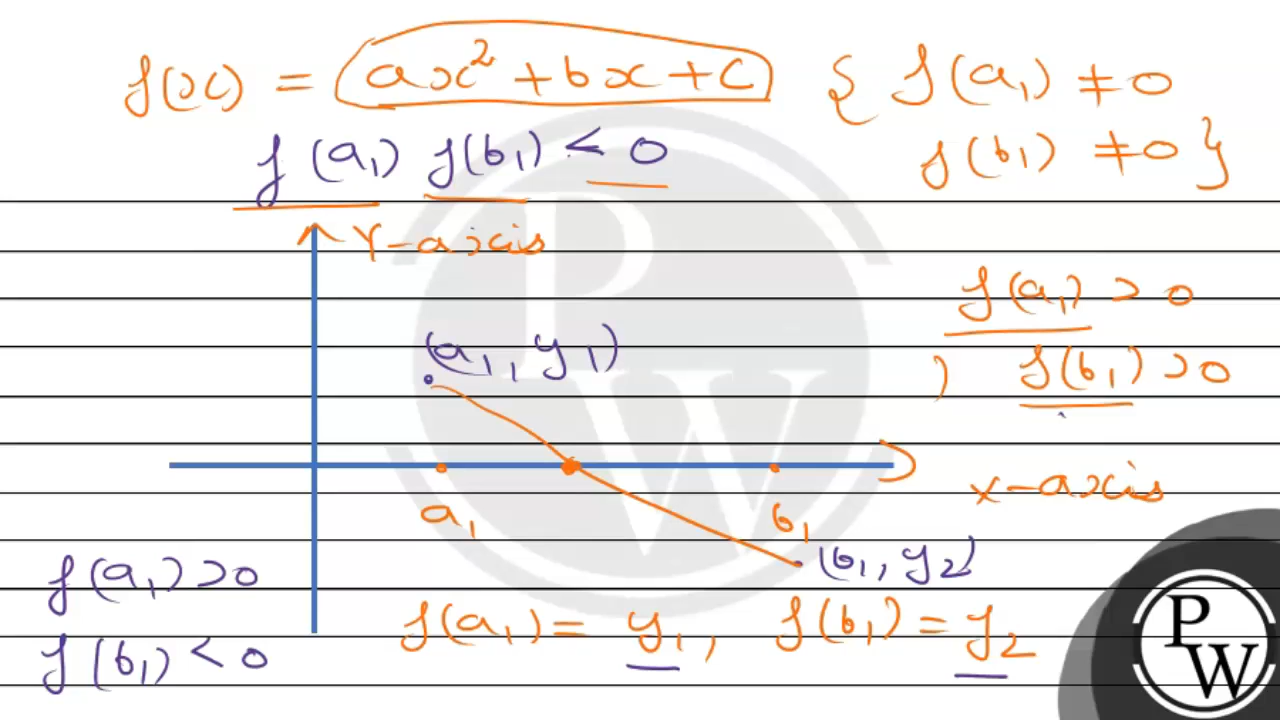 f(x) = ax² + bx + c { f(a₁) ≠ 0
f(a₁) f(b₁) < 0 f(b₁) ≠ 0 }
Y-axis
f(a₁) > 0
(a₁, y₁)
) f(b₁) > 0
x-axis
a₁ b₁
(b₁, y₂)
f(a₁) > 0
f(a₁) = y₁, f(b₁) = y₂
f(b₁) < 0
PW
PW